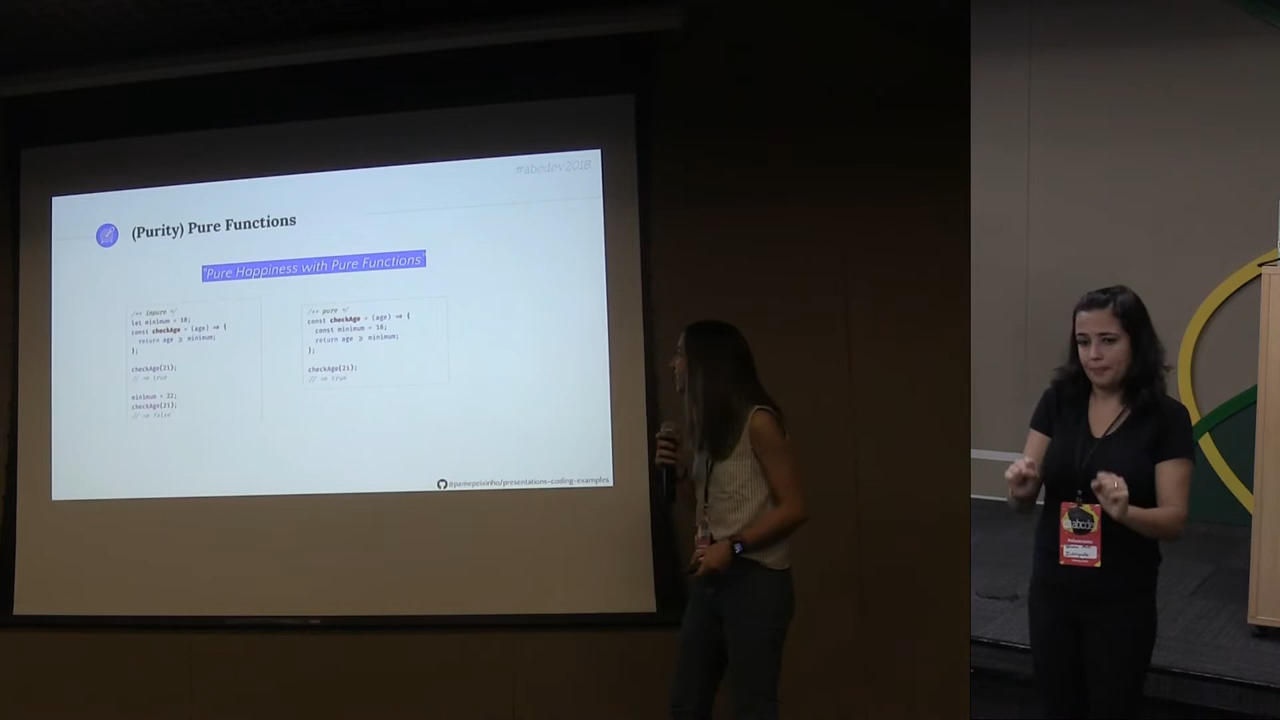 #abcdev2018
(Purity) Pure Functions
"Pure Happiness with Pure Functions"
/** impure */
let minimum = 18;
const checkAge = (age) => {
return age >= minimum;
};
checkAge(21);
// => true
minimum = 22;
checkAge(21);
// => false
/** pure */
const checkAge = (age) => {
const minimum = 18;
return age >= minimum;
};
checkAge(21);
// => true
@pamepeixinho/presentations-coding-examples
abcdev